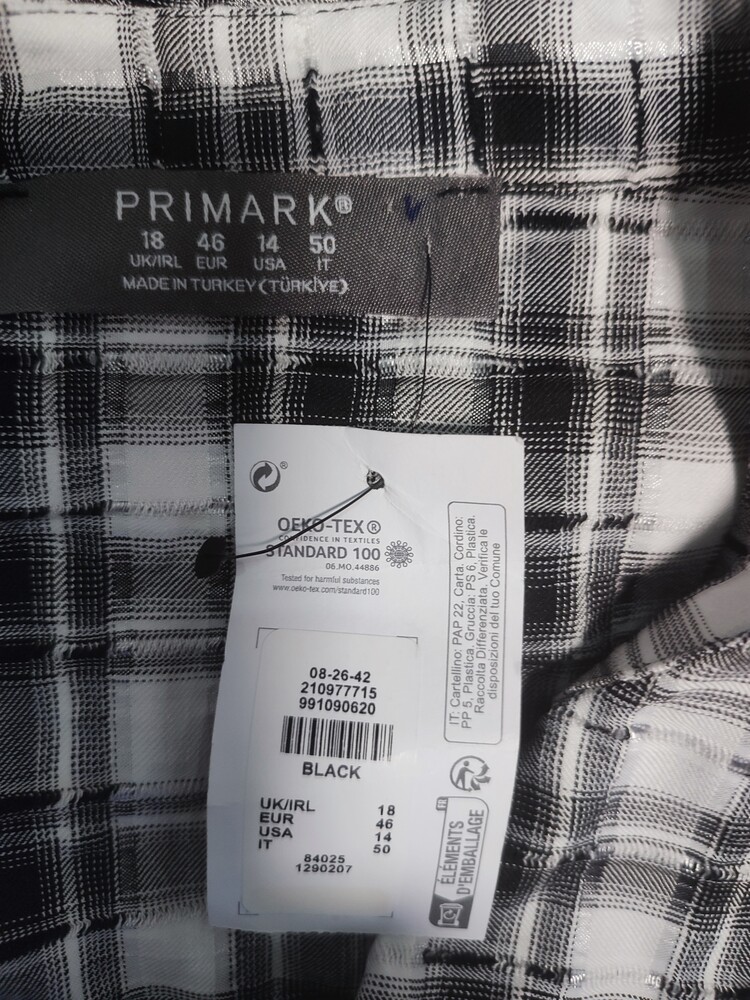 PRIMARK®
18 46 14 50
UK/IRL EUR USA IT
MADE IN TURKEY (TÜRKİYE)
®
OEKO-TEX®
CONFIDENCE IN TEXTILES
STANDARD 100
06.MO.44886
Tested for harmful substances
www.oeko-tex.com/standard100
IT: Cartellino: PAP 22, Carta. Cordino:
PP 5, Plastica. Gruccia: PS 6, Plastica.
Raccolta Differenziata. Verifica le
disposizioni del tuo Comune
08-26-42
210977715
991090620
BLACK
UK/IRL 18
EUR 46
USA 14
IT 50
84025
1290207
FR
ÉLÉMENTS
D'EMBALLAGE